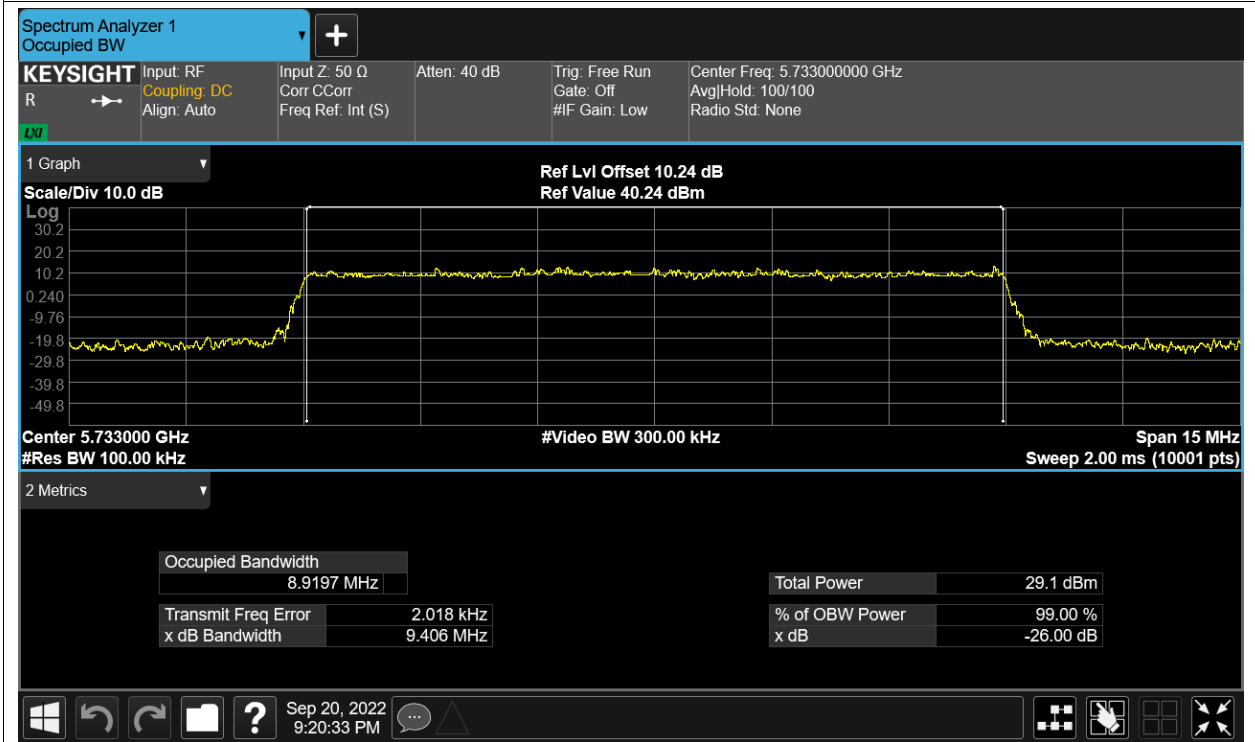 Spectrum Analyzer 1
Occupied BW
KEYSIGHT
R
LXI
Input: RF
Coupling: DC
Align: Auto
Input Z: 50 Ω
Corr CCorr
Freq Ref: Int (S)
Atten: 40 dB
Trig: Free Run
Gate: Off
#IF Gain: Low
Center Freq: 5.733000000 GHz
Avg|Hold: 100/100
Radio Std: None
1 Graph
Scale/Div 10.0 dB
Ref Lvl Offset 10.24 dB
Ref Value 40.24 dBm
Log
30.2
20.2
10.2
0.240
-9.76
-19.8
-29.8
-39.8
-49.8
Center 5.733000 GHz
#Video BW 300.00 kHz
Span 15 MHz
#Res BW 100.00 kHz
Sweep 2.00 ms (10001 pts)
2 Metrics
Occupied Bandwidth
8.9197 MHz
Transmit Freq Error 2.018 kHz
x dB Bandwidth 9.406 MHz
Total Power 29.1 dBm
% of OBW Power 99.00 %
x dB -26.00 dB
?
Sep 20, 2022
9:20:33 PM